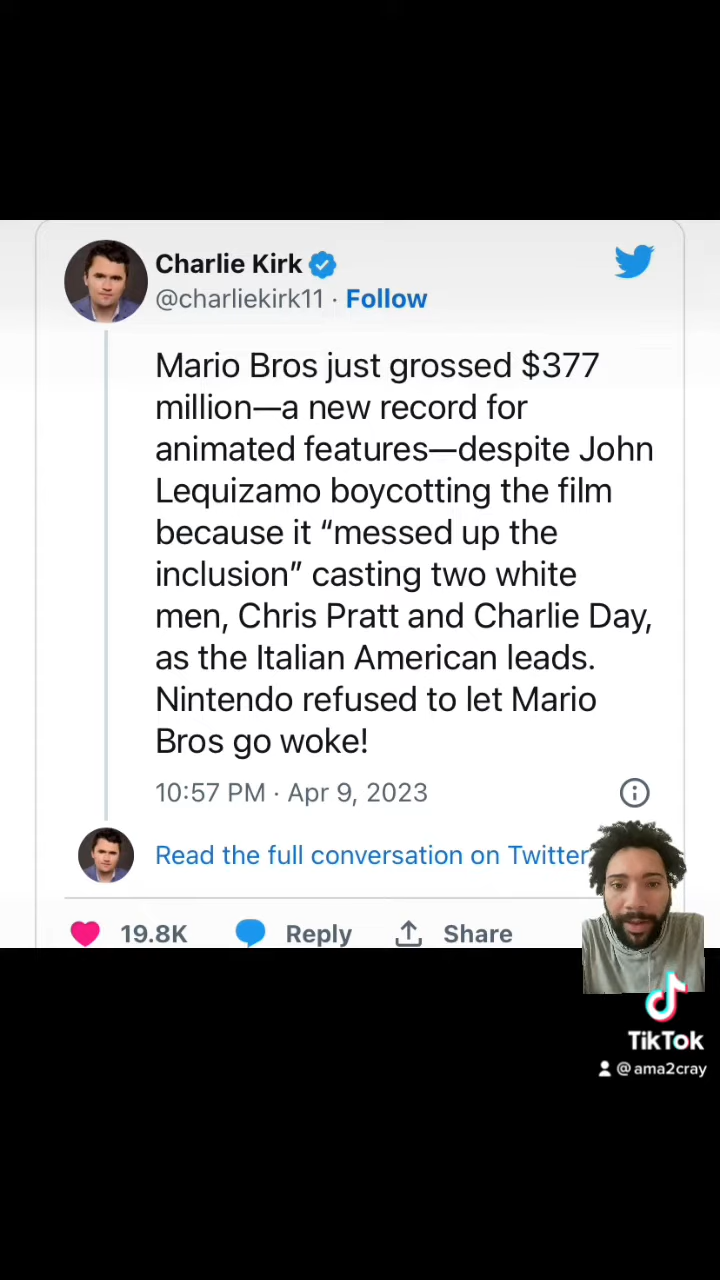 Charlie Kirk
@charliekirk11 · Follow
Mario Bros just grossed $377
million—a new record for
animated features—despite John
Lequizamo boycotting the film
because it “messed up the
inclusion” casting two white
men, Chris Pratt and Charlie Day,
as the Italian American leads.
Nintendo refused to let Mario
Bros go woke!
10:57 PM · Apr 9, 2023
Read the full conversation on Twitter
19.8K Reply Share
TikTok
@ama2cray